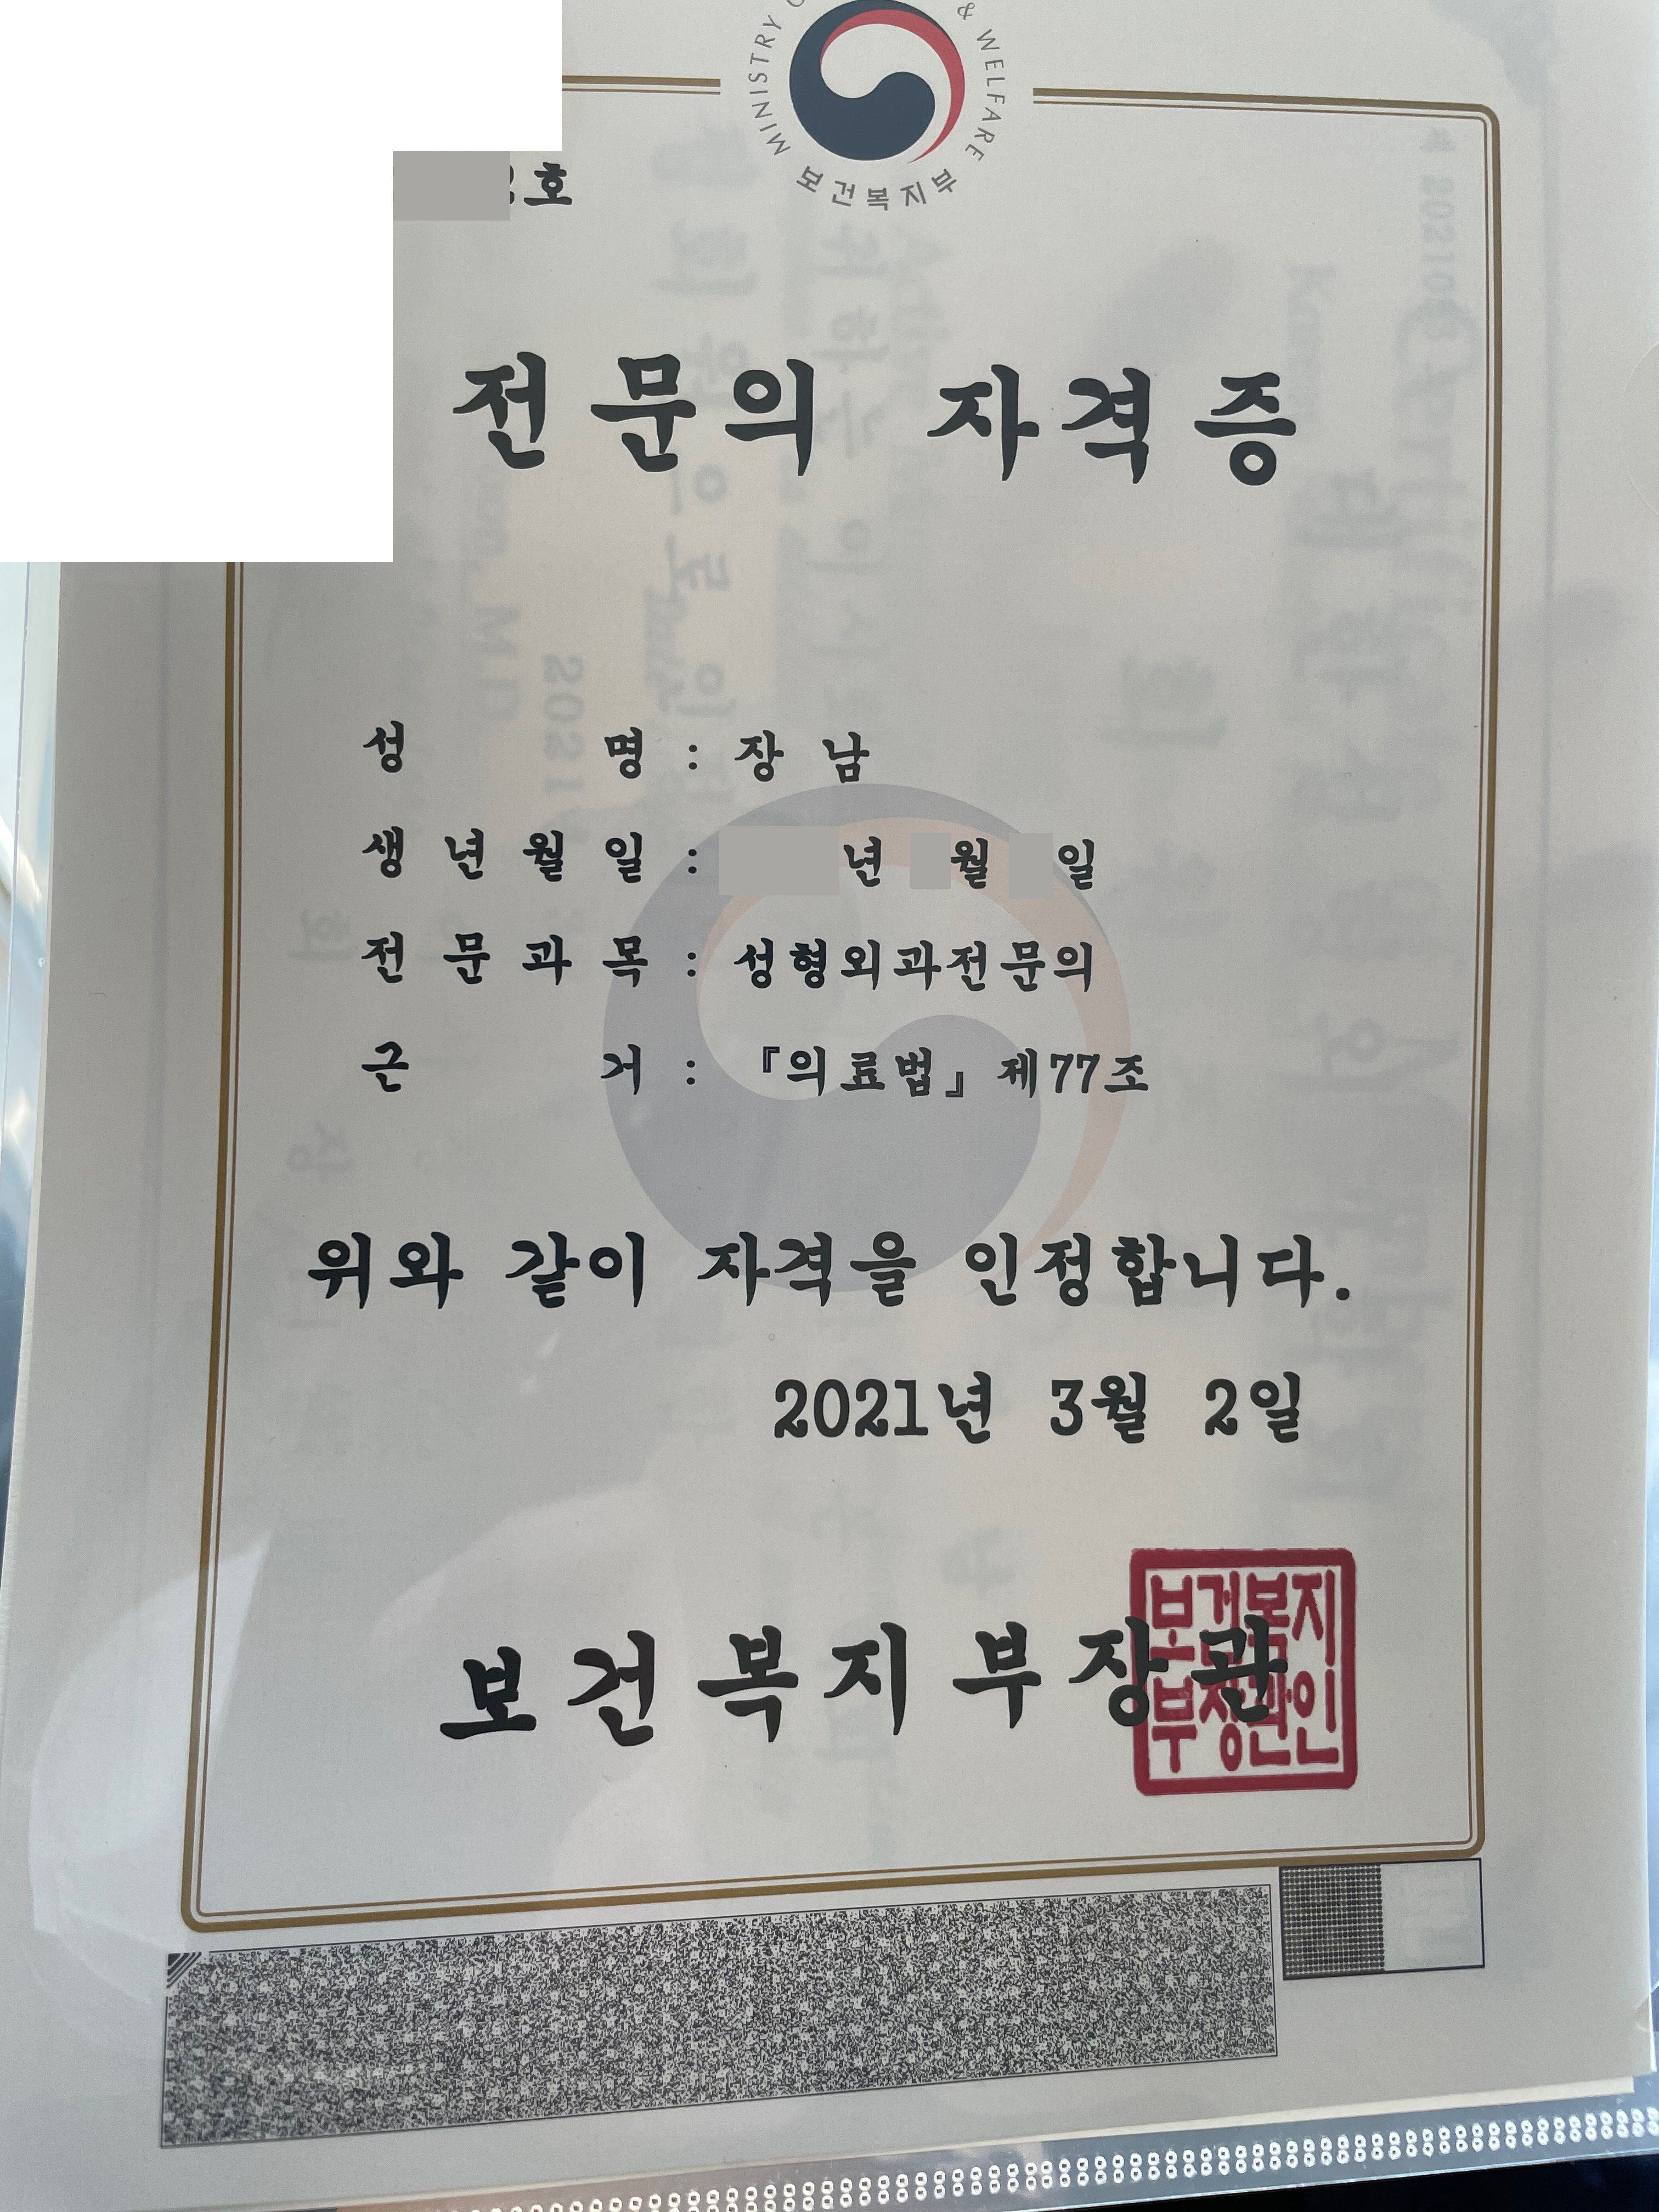 MINISTRY
& WELFARE
보건복지부
호
전문의 자격증
성 명 : 장 남
생 년 월 일 : 년 월 일
전 문 과 목 : 성형외과전문의
근 거 : 『의료법』 제77조
위와 같이 자격을 인정합니다.
2021년 3월 2일
보건복지부장관
보건복지
부장관인